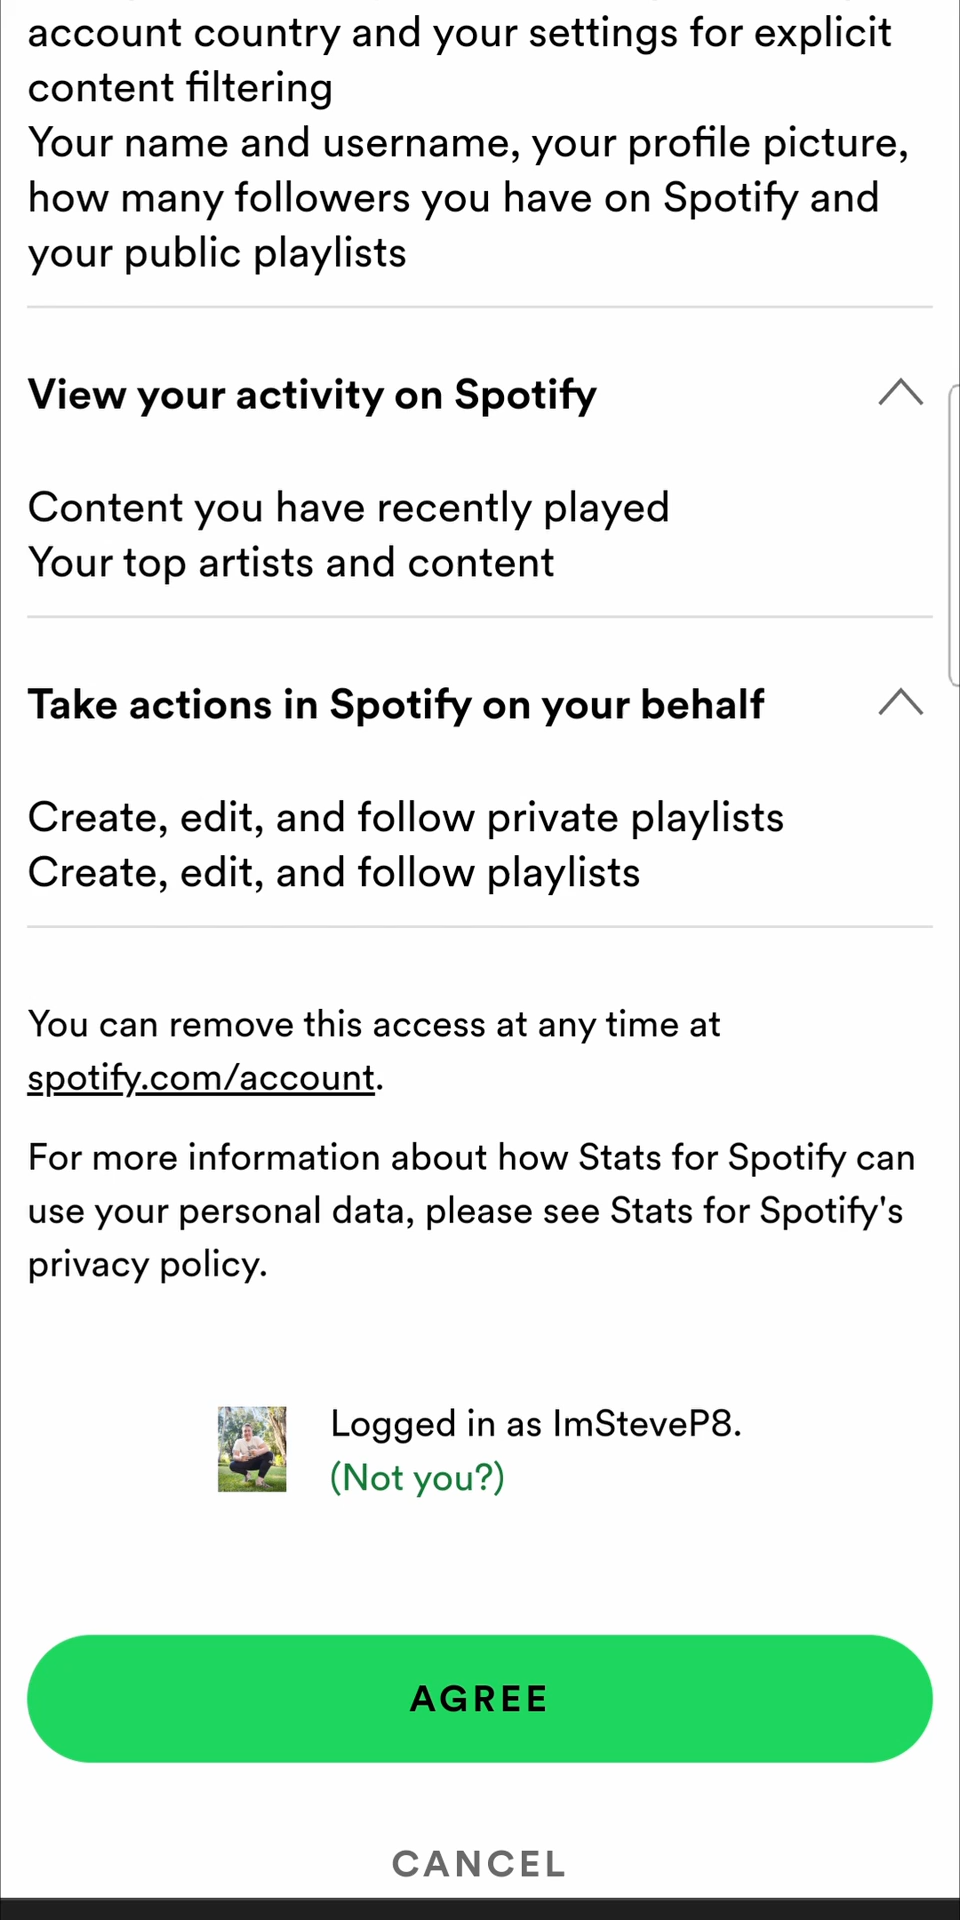 account country and your settings for explicit
content filtering
Your name and username, your profile picture,
how many followers you have on Spotify and
your public playlists
View your activity on Spotify
Content you have recently played
Your top artists and content
Take actions in Spotify on your behalf
Create, edit, and follow private playlists
Create, edit, and follow playlists
You can remove this access at any time at
spotify.com/account.
For more information about how Stats for Spotify can
use your personal data, please see Stats for Spotify's
privacy policy.
Logged in as ImSteveP8.
(Not you?)
AGREE
CANCEL